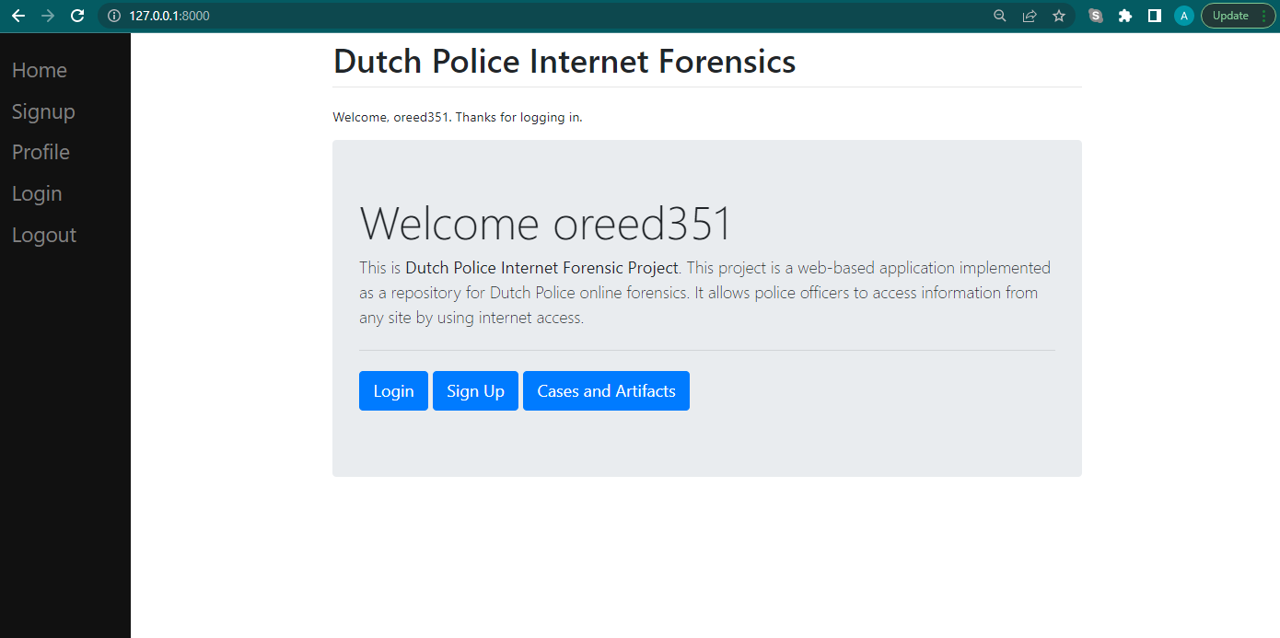 127.0.0.1:8000
A
Update
Home
Signup
Profile
Login
Logout
Dutch Police Internet Forensics
Welcome, oreed351. Thanks for logging in.
Welcome oreed351
This is Dutch Police Internet Forensic Project. This project is a web-based application implemented
as a repository for Dutch Police online forensics. It allows police officers to access information from
any site by using internet access.
Login Sign Up Cases and Artifacts